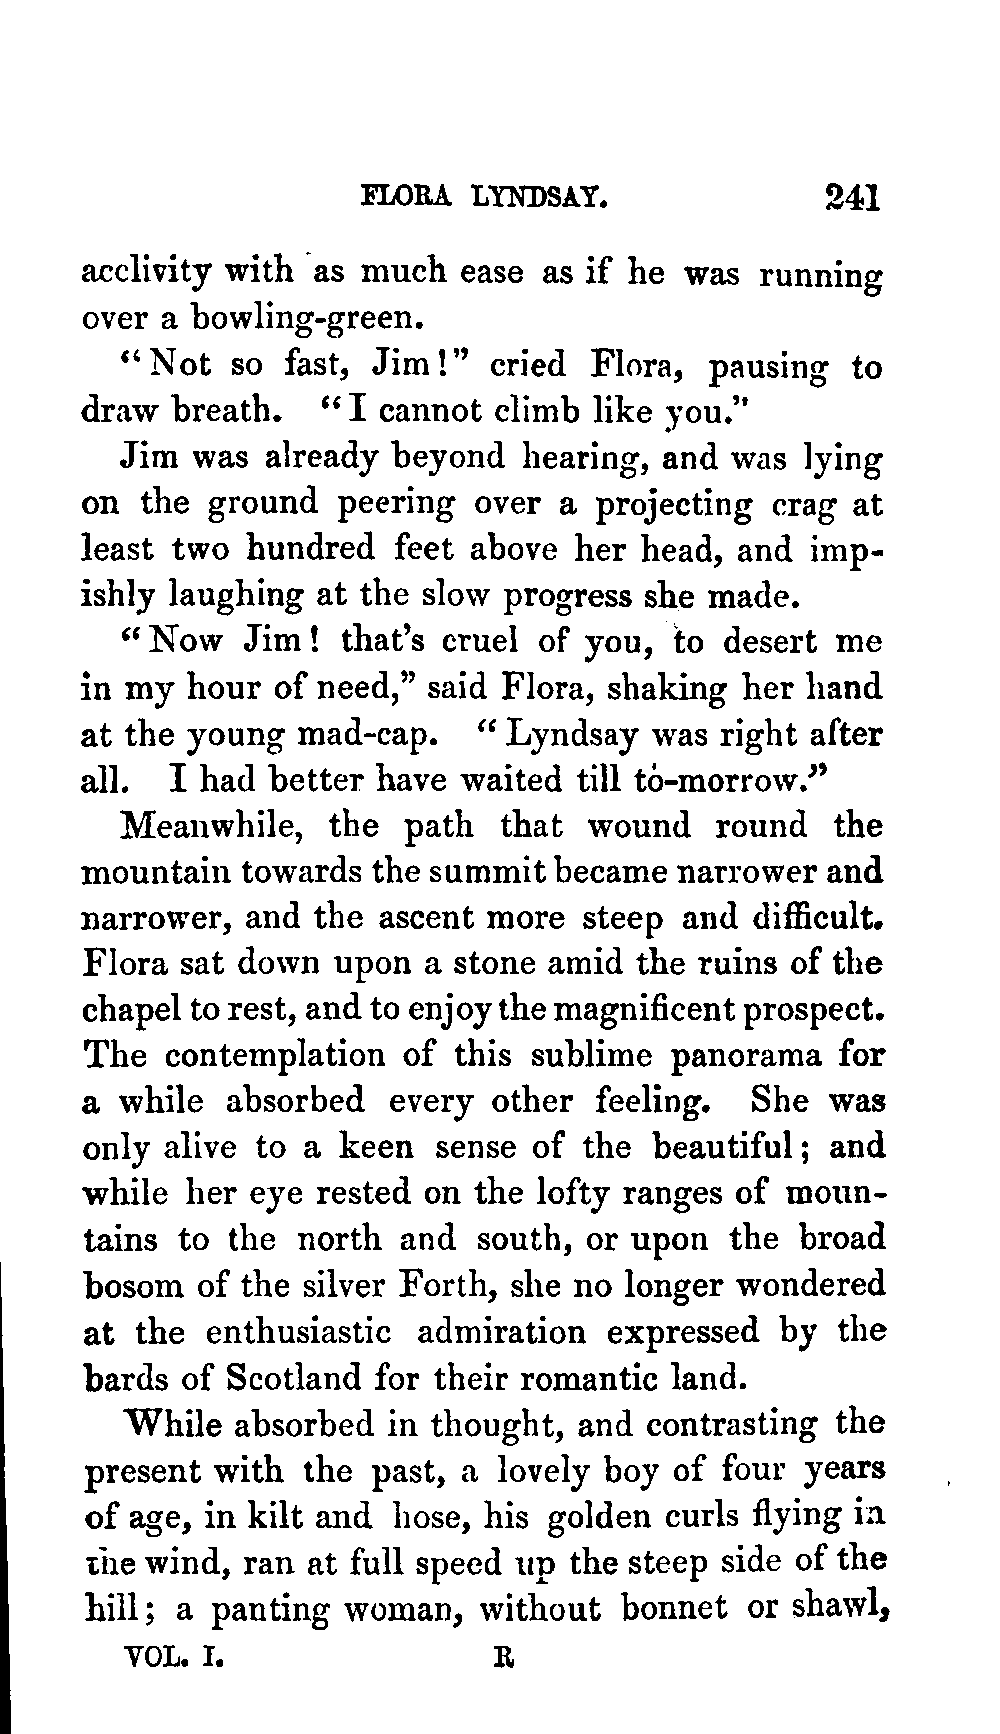 FLORA LYNDSAY. 241
acclivity with as much ease as if he was running
over a bowling-green.
"Not so fast, Jim!" cried Flora, pausing to
draw breath. "I cannot climb like you."
Jim was already beyond hearing, and was lying
on the ground peering over a projecting crag at
least two hundred feet above her head, and imp-
ishly laughing at the slow progress she made.
"Now Jim! that's cruel of you, to desert me
in my hour of need," said Flora, shaking her hand
at the young mad-cap. "Lyndsay was right after
all. I had better have waited till to-morrow."
Meanwhile, the path that wound round the
mountain towards the summit became narrower and
narrower, and the ascent more steep and difficult.
Flora sat down upon a stone amid the ruins of the
chapel to rest, and to enjoy the magnificent prospect.
The contemplation of this sublime panorama for
a while absorbed every other feeling. She was
only alive to a keen sense of the beautiful; and
while her eye rested on the lofty ranges of moun-
tains to the north and south, or upon the broad
bosom of the silver Forth, she no longer wondered
at the enthusiastic admiration expressed by the
bards of Scotland for their romantic land.
While absorbed in thought, and contrasting the
present with the past, a lovely boy of four years
of age, in kilt and hose, his golden curls flying in
the wind, ran at full speed up the steep side of the
hill; a panting woman, without bonnet or shawl,
VOL. I. R